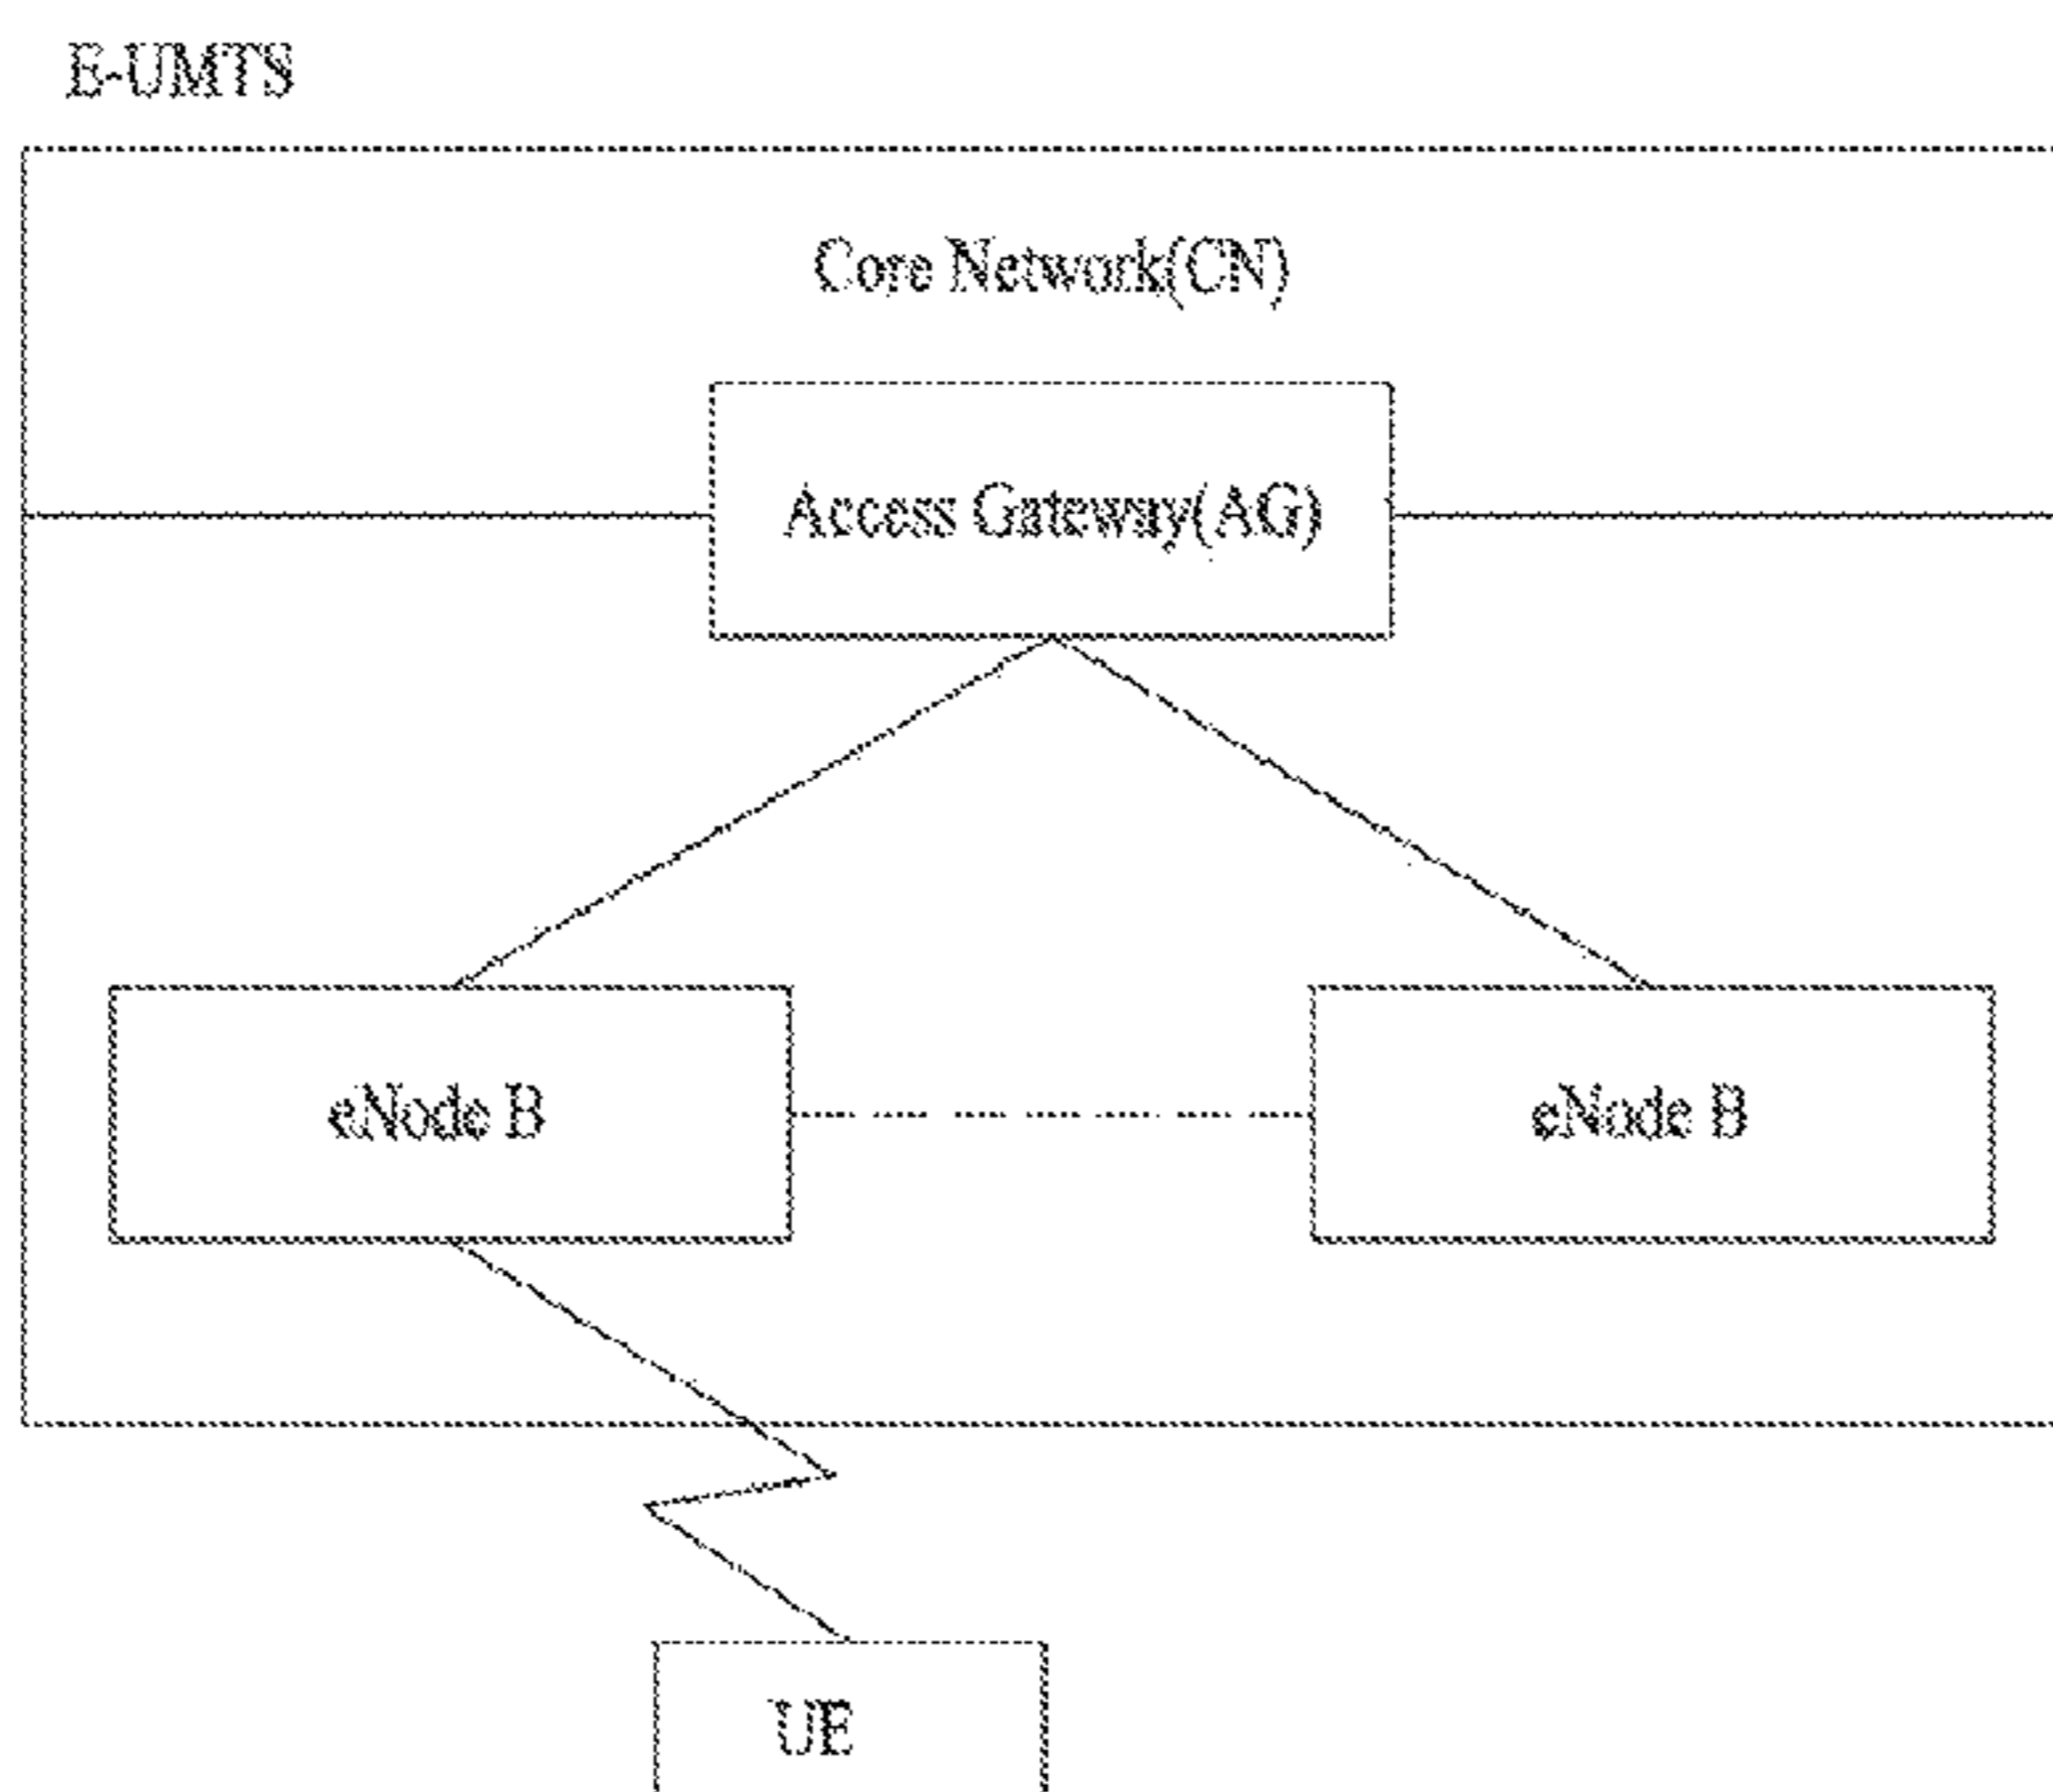 E-UMTS
Core Network(CN)
Access Gateway(AG)
eNode B
eNode B
UE